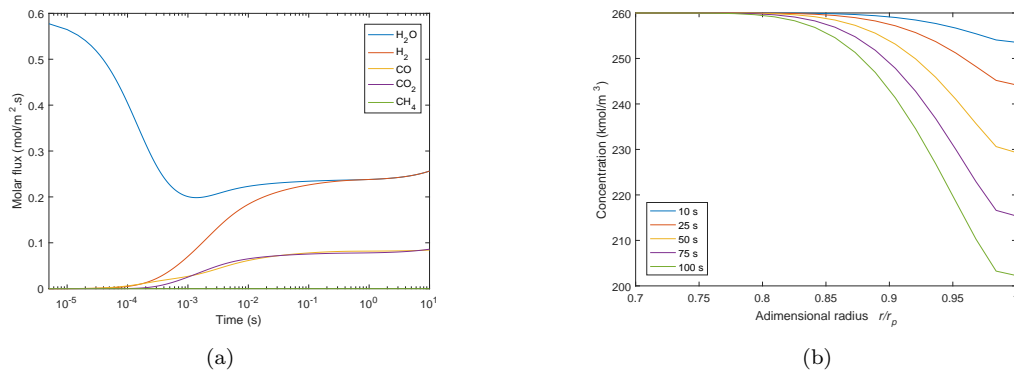 Molar flux (mol/m².s)
0.6
0.5
0.4
0.3
0.2
0.1
0
10⁻⁵ 10⁻⁴ 10⁻³ 10⁻² 10⁻¹ 10⁰ 10¹
Time (s)
H₂O
H₂
CO
CO₂
CH₄
(a)
Concentration (kmol/m³)
260
250
240
230
220
210
200
0.7 0.75 0.8 0.85 0.9 0.95 1
Adimensional radius r/rₚ
10 s
25 s
50 s
75 s
100 s
(b)